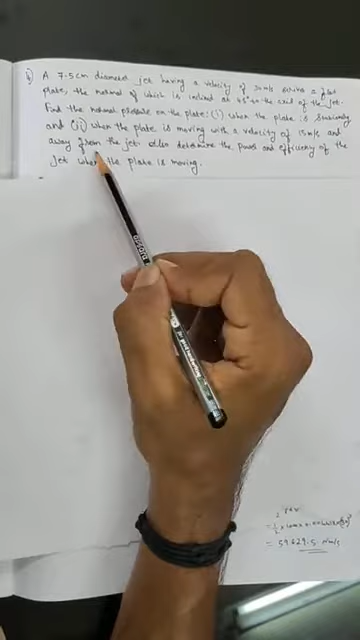 A. 7.5cm diameter jet having a velocity of 30m/s strikes a flat
plate, the normal of which is inclined at 45° to the axis of the jet.
Find the normal pressure on the plate: (i) when the plate is stationary
and (ii) when the plate is moving with a velocity of 15m/s and
away from the jet. Also determine the power and efficiency of the
jet when the plate is moving.
apsara
= 59629.5 Nm/s